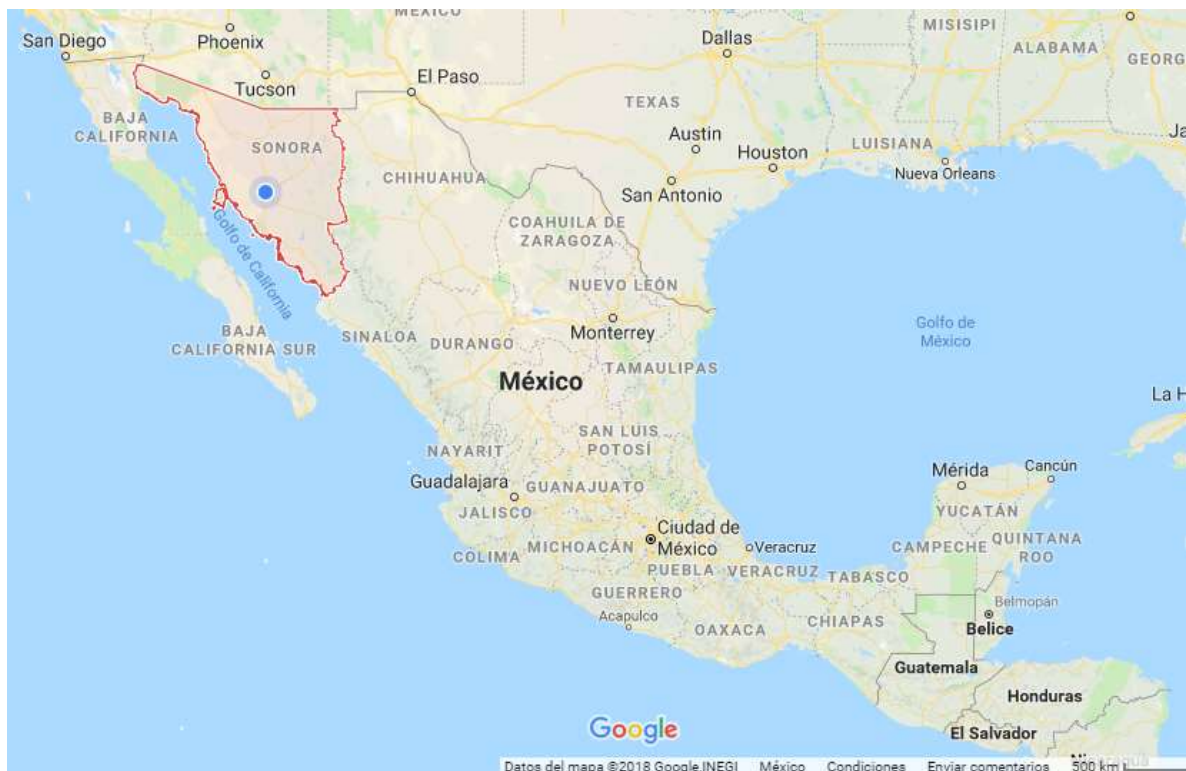 MÉXICO
San Diego
Phoenix
Tucson
El Paso
Dallas
MISISIPI
ALABAMA
GEORG
TEXAS
BAJA
CALIFORNIA
SONORA
Austin
Houston
LUISIANA
Ja
Nueva Orleans
San Antonio
CHIHUAHUA
COAHUILA DE
ZARAGOZA
Golfo de California
NUEVO LEÓN
BAJA
CALIFORNIA SUR
SINALOA
DURANGO
Monterrey
Golfo de
México
TAMAULIPAS
México
La H
SAN LUIS
POTOSÍ
NAYARIT
Guadalajara
GUANAJUATO
Mérida
Cancún
JALISCO
YUCATÁN
Ciudad de
México
COLIMA
MICHOACÁN
Veracruz
CAMPECHE
QUINTANA
ROO
PUEBLA
VERACRUZ
TABASCO
GUERRERO
Acapulco
OAXACA
CHIAPAS
Belmopán
Belice
Guatemala
Honduras
El Salvador
Google
Nicaragua
Datos del mapa ©2018 Google, INEGI México Condiciones Enviar comentarios 500 km